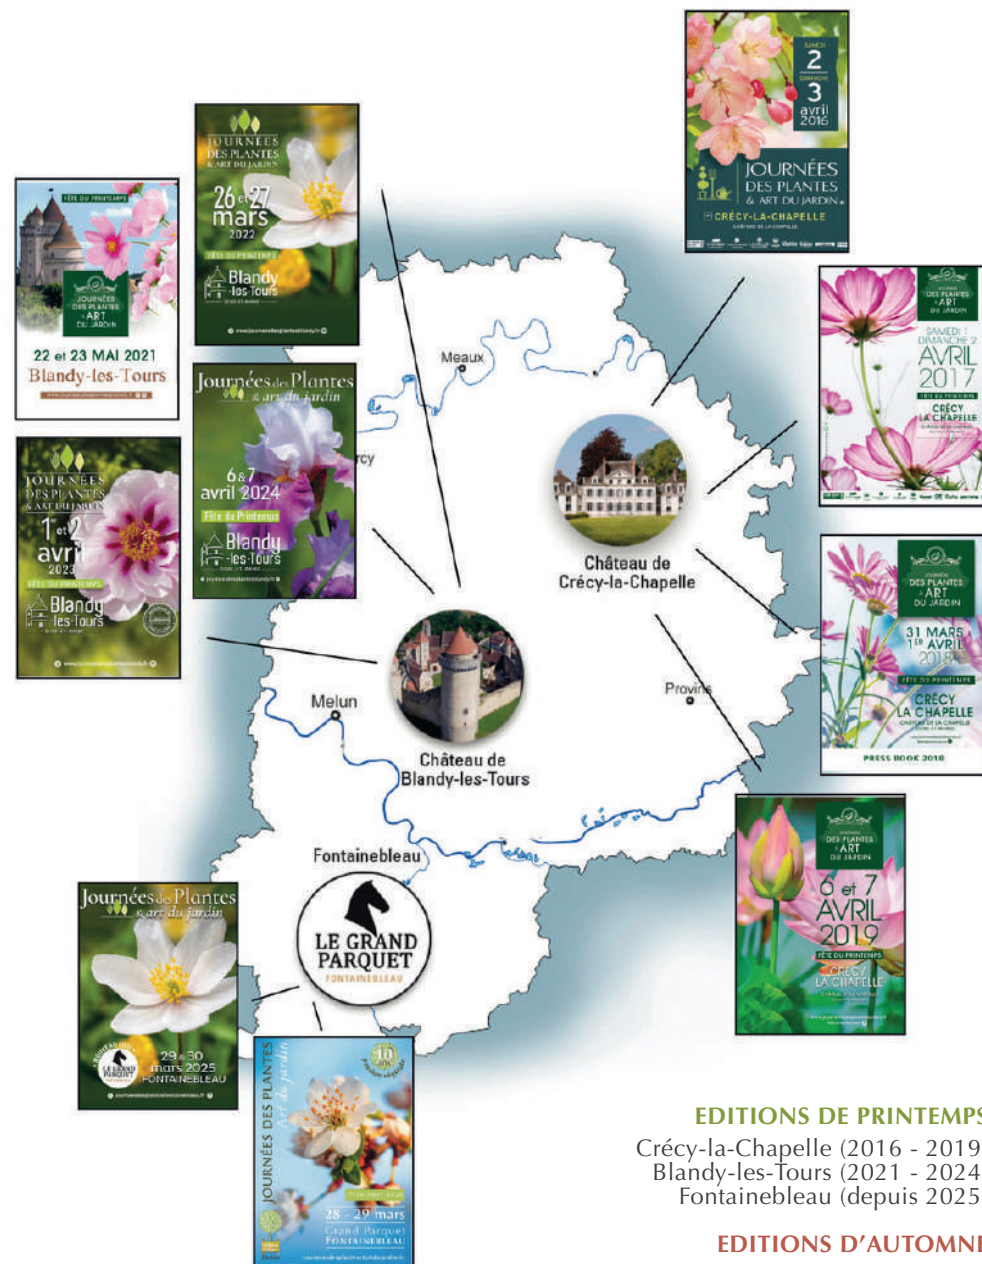 SAMEDI
2
DIMANCHE
3
avril
2016
JOURNÉES
DES PLANTES
& ART DU JARDIN
CRÉCY-LA-CHAPELLE
CHÂTEAU DE LA CHAPELLE
JOURNÉES
DES PLANTES
& ART DU JARDIN
26 et 27
mars
2022
FÊTE DU PRINTEMPS
Blandy
-les-Tours
FÊTE DU PRINTEMPS
JOURNÉES
DES PLANTES
& ART
DU JARDIN
22 et 23 MAI 2021
Blandy-les-Tours
DES PLANTES
& ART
DU JARDIN
SAMEDI 1
DIMANCHE 2
AVRIL
2017
FÊTE DU PRINTEMPS
CRÉCY
LA CHAPELLE
Journées des Plantes
& art du jardin
6 & 7
avril 2024
Fête du Printemps
Blandy
-les-Tours
JOURNÉES
DES PLANTES
& ART DU JARDIN
1er et 2
avril
2023
FÊTE DU PRINTEMPS
Blandy
-les-Tours
Meaux
rcy
Château de
Crécy-la-Chapelle
JOURNÉES
DES PLANTES
& ART
DU JARDIN
31 MARS
1ER AVRIL
2018
FÊTE DU PRINTEMPS
CRÉCY
LA CHAPELLE
PRESS BOOK 2018
Melun
Provins
Château de
Blandy-les-Tours
Fontainebleau
LE GRAND
PARQUET
FONTAINEBLEAU
DES PLANTES
& ART
DU JARDIN
6 et 7
AVRIL
2019
FÊTE DU PRINTEMPS
CRÉCY
LA CHAPELLE
Journées des Plantes
& art du jardin
LE GRAND
PARQUET
29 & 30
mars 2025
FONTAINEBLEAU
JOURNÉES DES PLANTES
Art du jardin
10
ans
28 - 29 mars
Grand Parquet
FONTAINEBLEAU
EDITIONS DE PRINTEMPS
Crécy-la-Chapelle (2016 - 2019
Blandy-les-Tours (2021 - 2024
Fontainebleau (depuis 2025
EDITIONS D'AUTOMNE